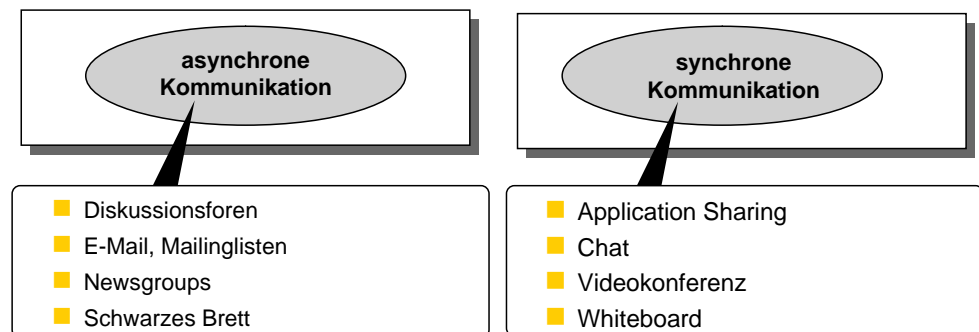 asynchrone
Kommunikation
Diskussionsforen
E-Mail, Mailinglisten
Newsgroups
Schwarzes Brett
synchrone
Kommunikation
Application Sharing
Chat
Videokonferenz
Whiteboard